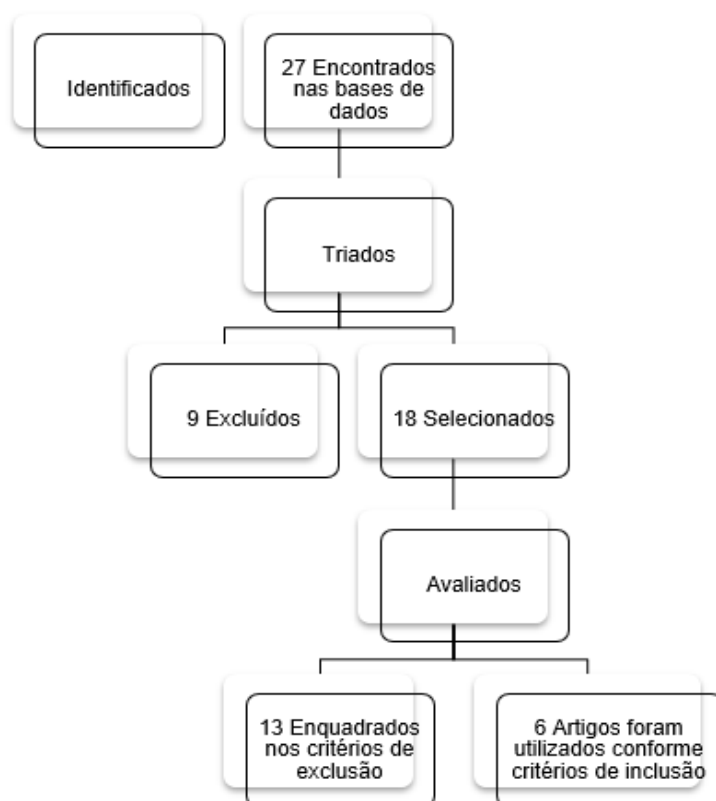 Identificados
27 Encontrados
nas bases de
dados
Triados
9 Excluídos
18 Selecionados
Avaliados
13 Enquadrados
nos critérios de
exclusão
6 Artigos foram
utilizados conforme
critérios de inclusão